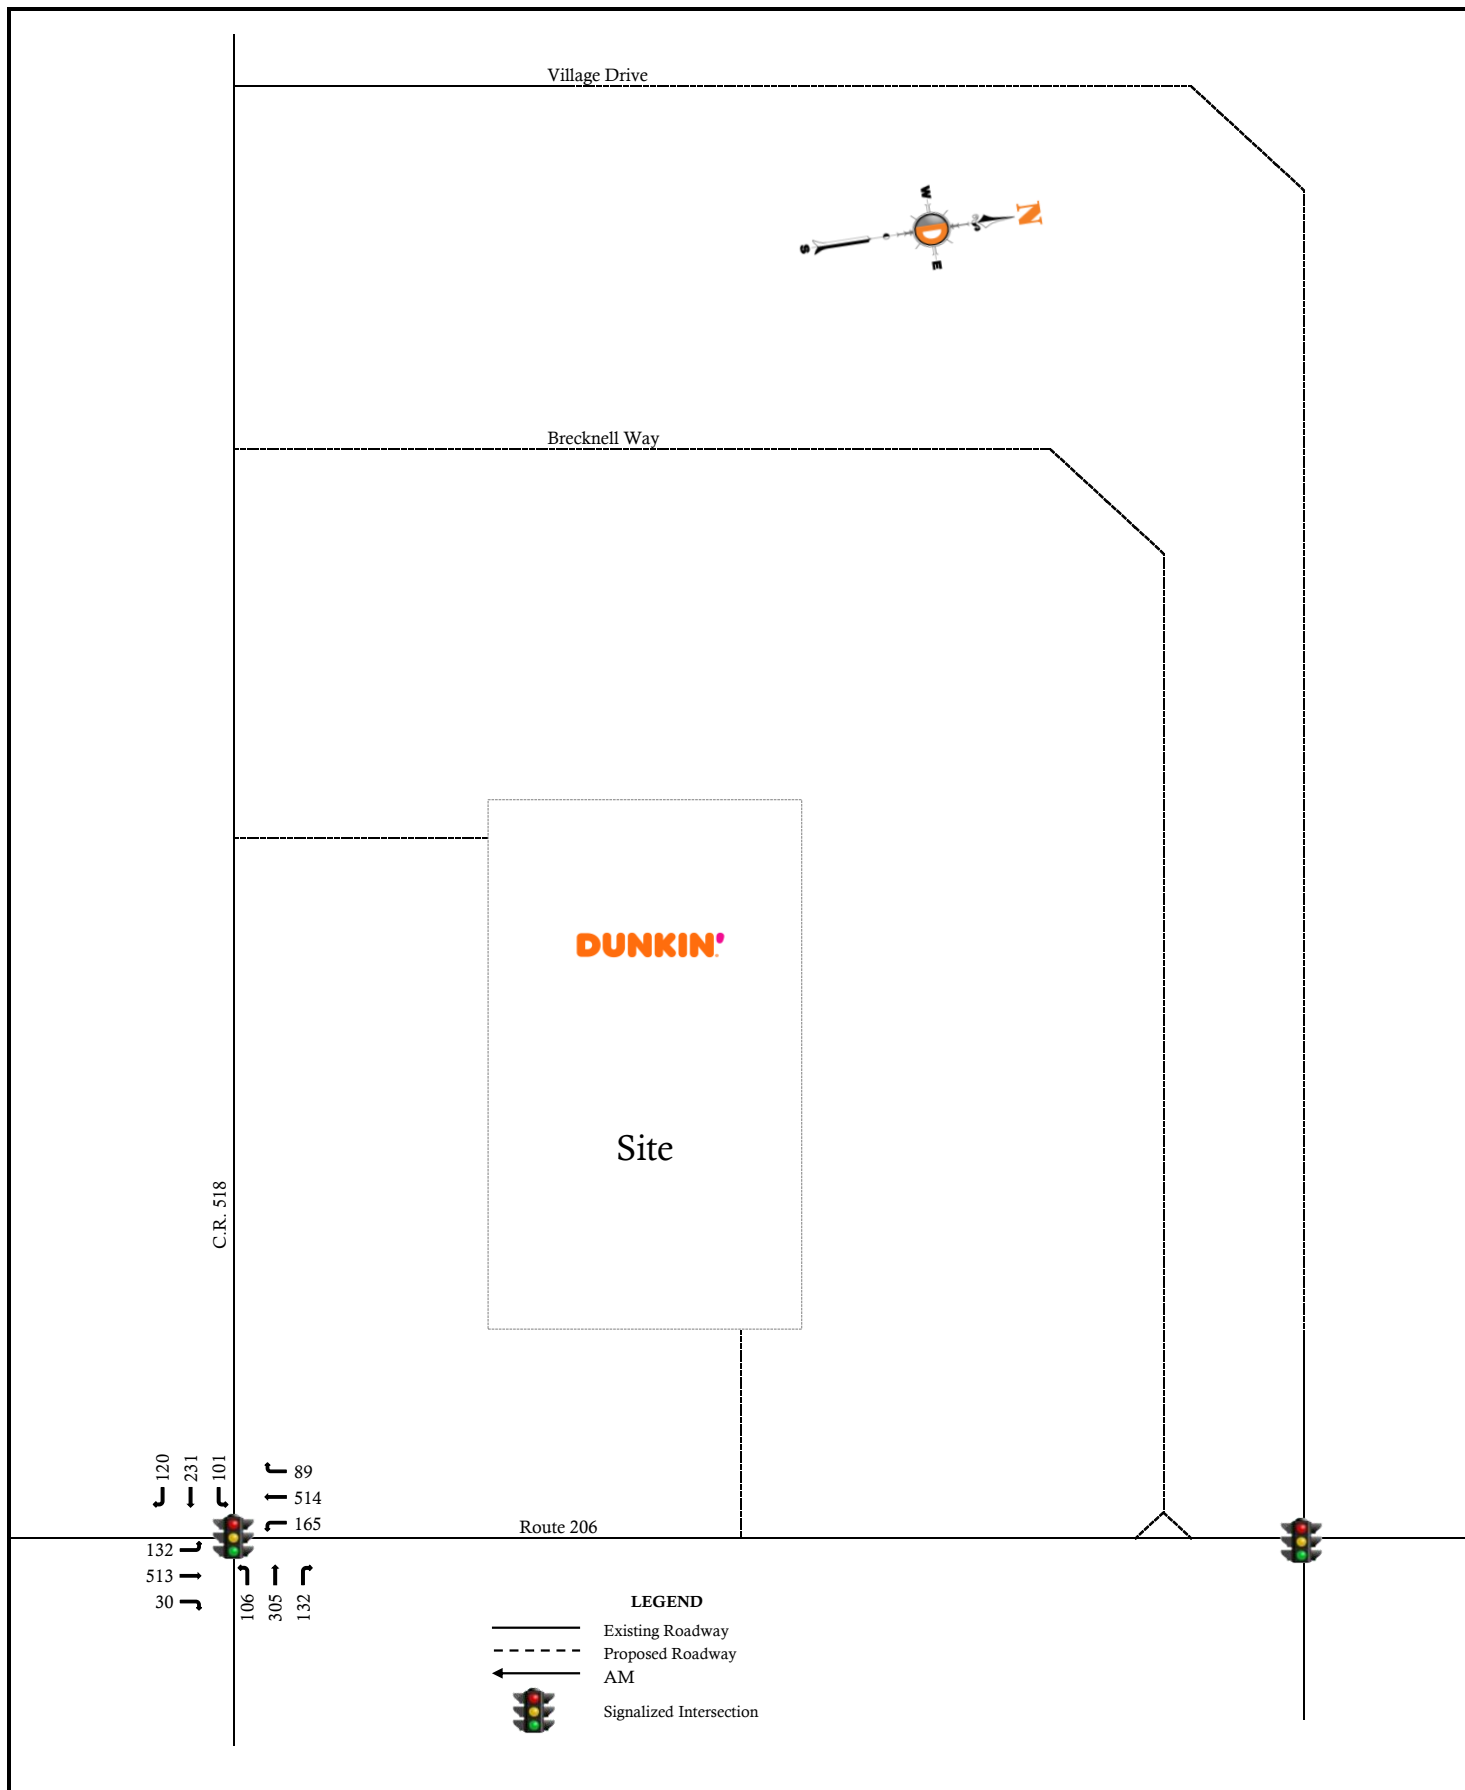 Village Drive
W
N
D
S
E
Brecknell Way
DUNKIN'
Site
C.R. 518
120
231
101
89
514
165
Route 206
132
513
30
106
305
132
LEGEND
Existing Roadway
Proposed Roadway
AM
Signalized Intersection